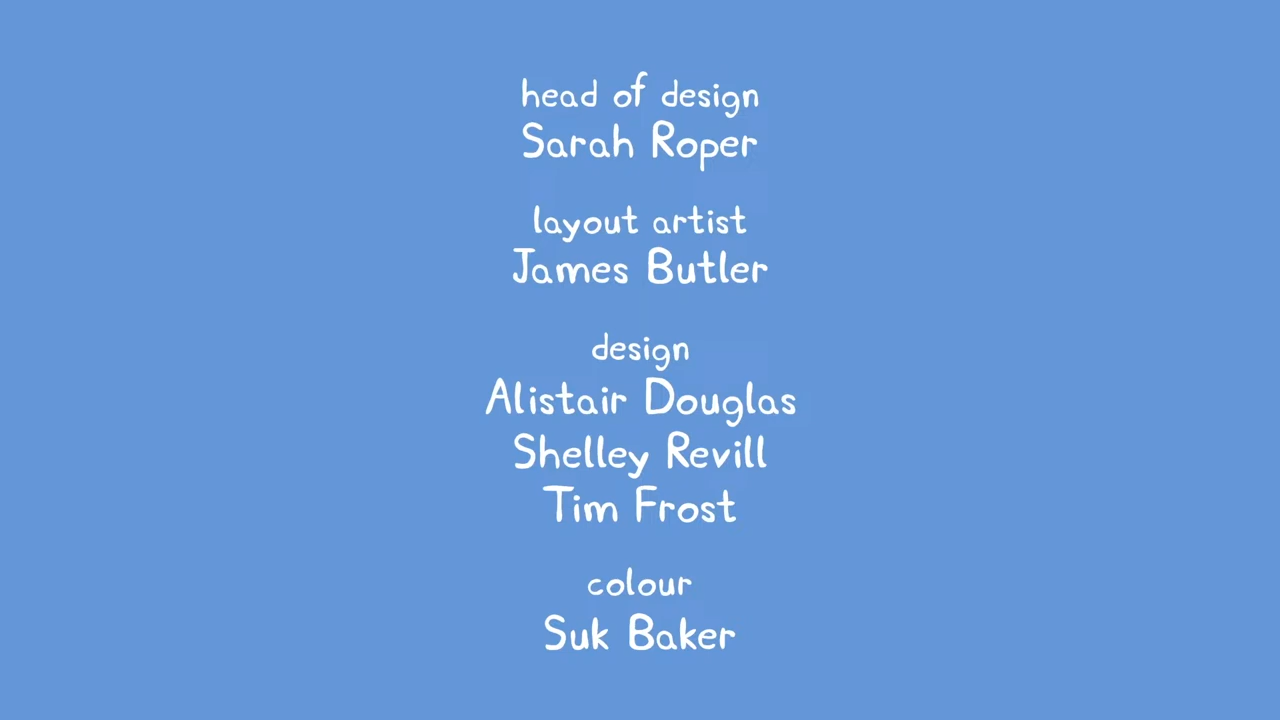 head of design
Sarah Roper
layout artist
James Butler
design
Alistair Douglas
Shelley Revill
Tim Frost
colour
Suk Baker